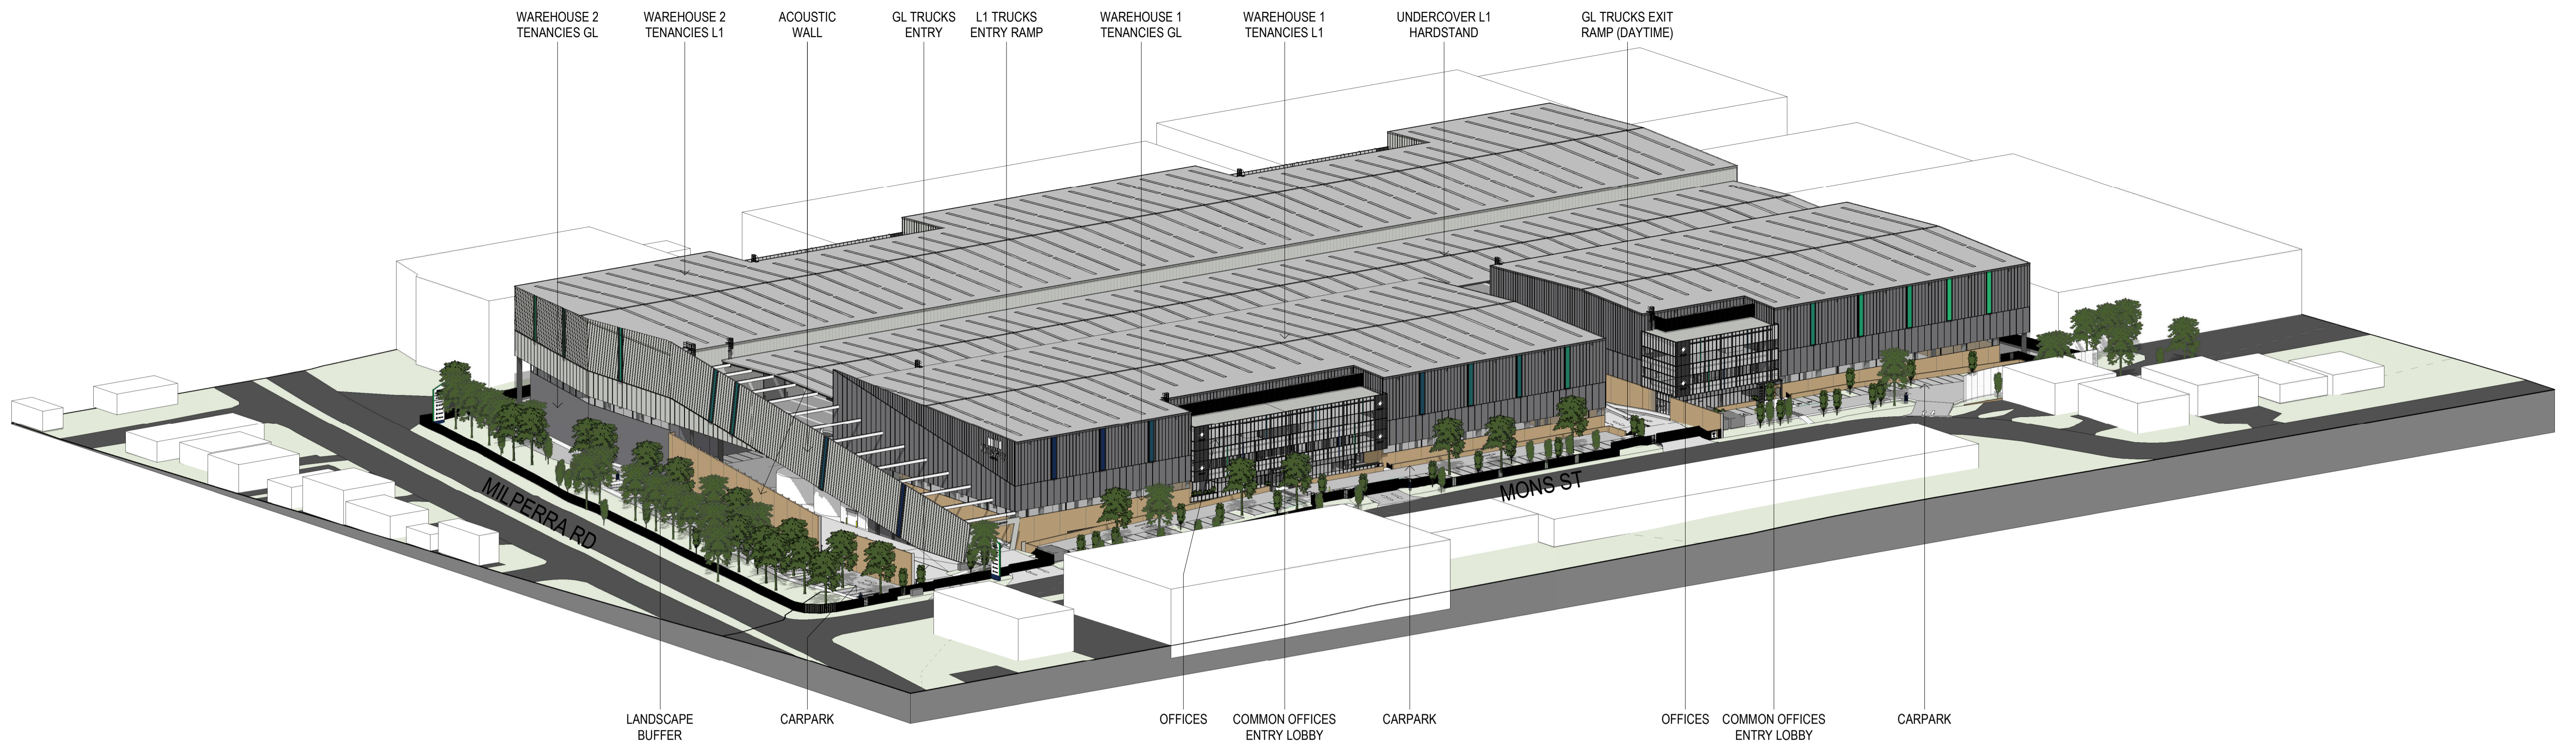 WAREHOUSE 2
TENANCIES GL
WAREHOUSE 2
TENANCIES L1
ACOUSTIC
WALL
GL TRUCKS
ENTRY
L1 TRUCKS
ENTRY RAMP
WAREHOUSE 1
TENANCIES GL
WAREHOUSE 1
TENANCIES L1
UNDERCOVER L1
HARDSTAND
GL TRUCKS EXIT
RAMP (DAYTIME)
MILPERRA RD
MONS ST
LANDSCAPE
BUFFER
CARPARK
OFFICES
COMMON OFFICES
ENTRY LOBBY
CARPARK
OFFICES
COMMON OFFICES
ENTRY LOBBY
CARPARK